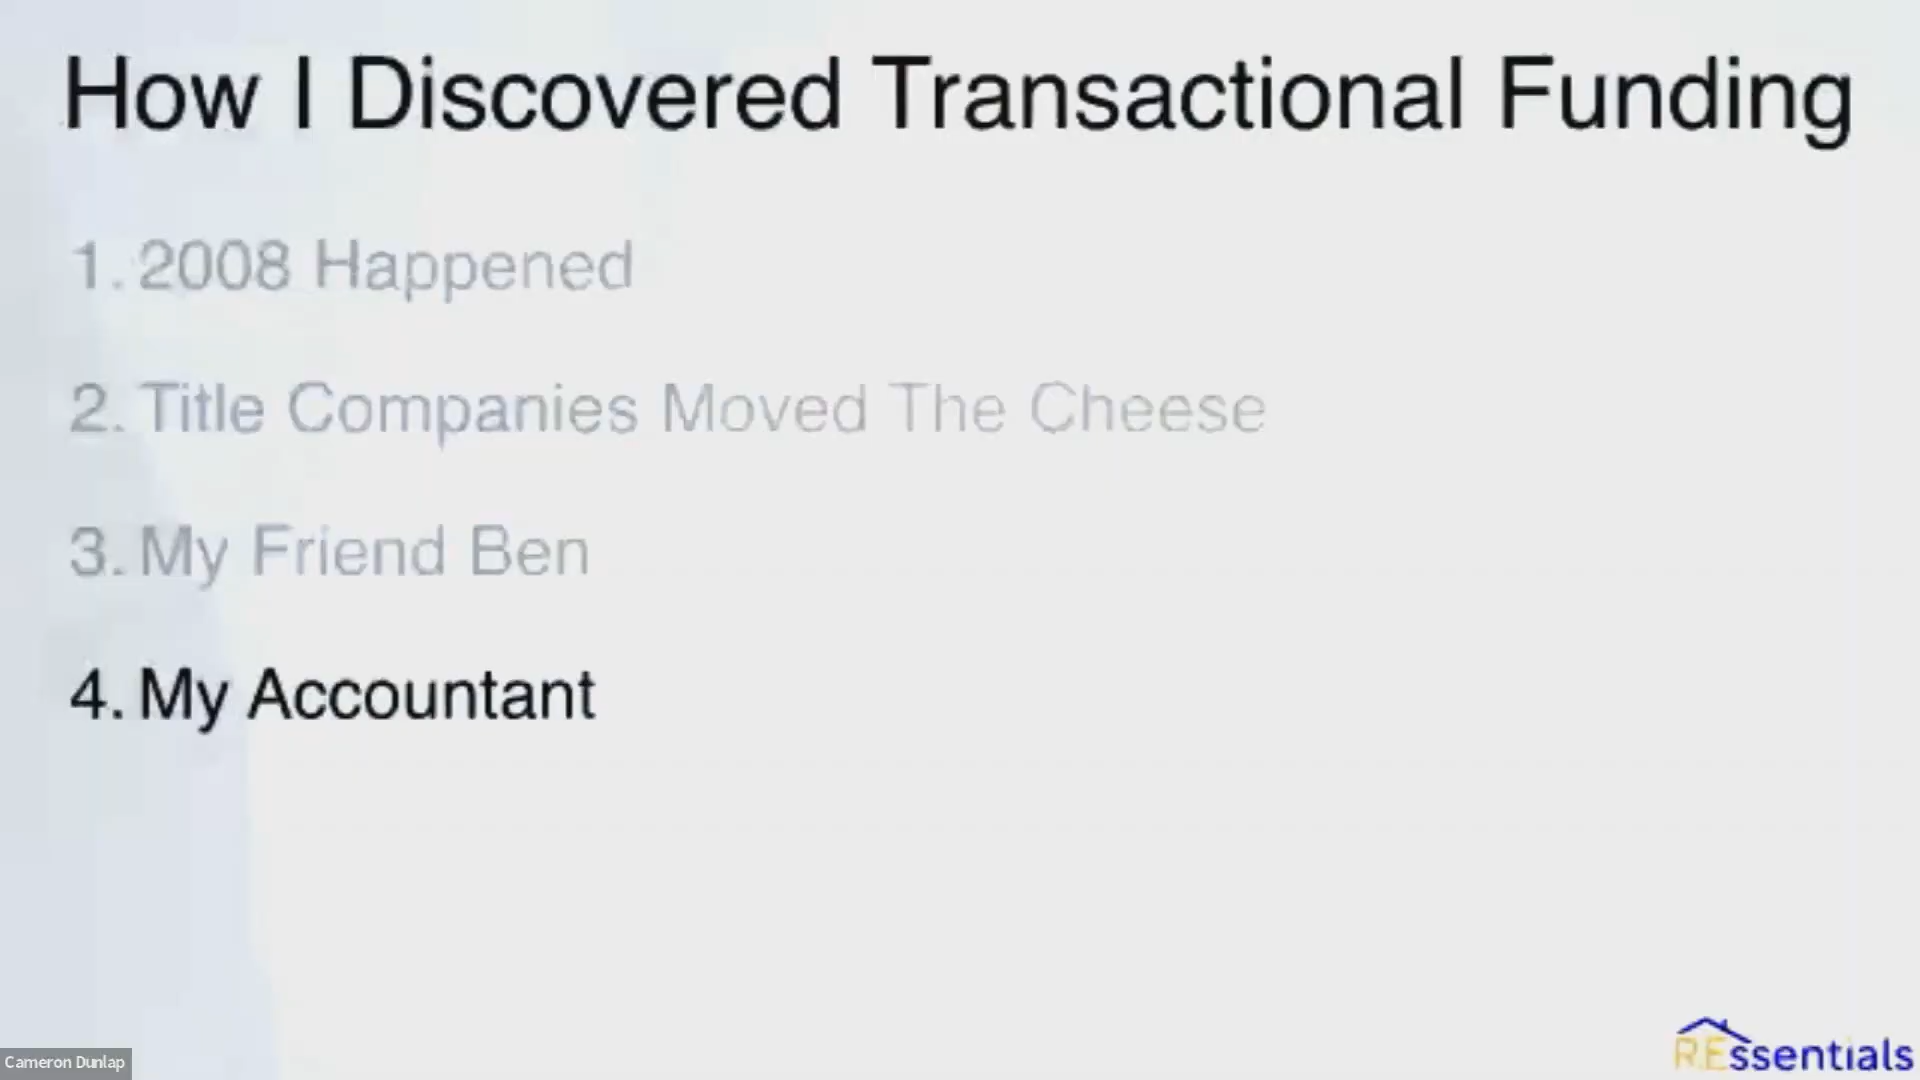 How I Discovered Transactional Funding
1. 2008 Happened
2. Title Companies Moved The Cheese
3. My Friend Ben
4. My Accountant
Cameron Dunlap
REssentials